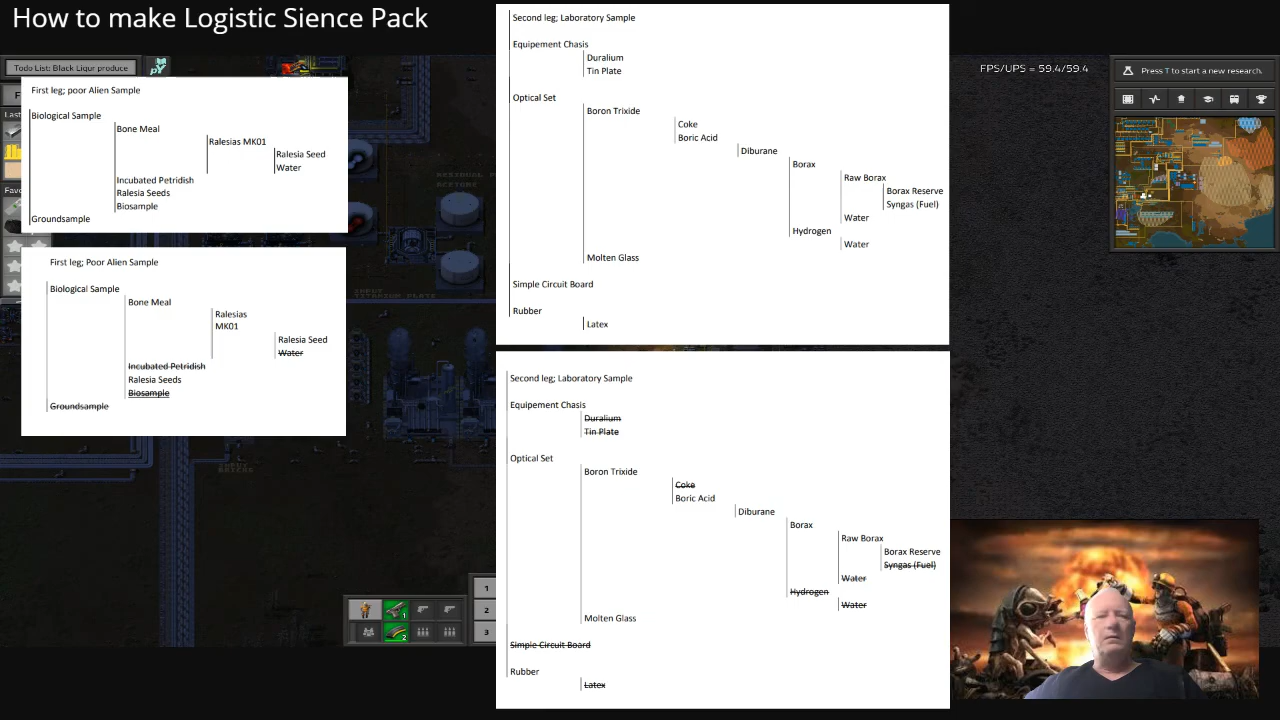 How to make Logistic Sience Pack
Todo List: Black Liqur produce
First leg; poor Alien Sample
Biological Sample
Bone Meal
Ralesias MK01
Ralesia Seed
Water
Incubated Petridish
Ralesia Seeds
Biosample
Groundsample
First leg; Poor Alien Sample
Biological Sample
Bone Meal
Ralesias
MK01
Ralesia Seed
Water
Incubated Petridish
Ralesia Seeds
Biosample
Groundsample
Second leg; Laboratory Sample
Equipement Chasis
Duralium
Tin Plate
Optical Set
Boron Trixide
Coke
Boric Acid
Diburane
Borax
Raw Borax
Borax Reserve
Syngas (Fuel)
Water
Hydrogen
Water
Molten Glass
Simple Circuit Board
Rubber
Latex
Second leg; Laboratory Sample
Equipement Chasis
Duralium
Tin Plate
Optical Set
Boron Trixide
Coke
Boric Acid
Diburane
Borax
Raw Borax
Borax Reserve
Syngas (Fuel)
Water
Hydrogen
Water
Molten Glass
Simple Circuit Board
Rubber
Latex
FPS/UPS = 59.4/59.4
Press T to start a new research.
1
2
3
1
2